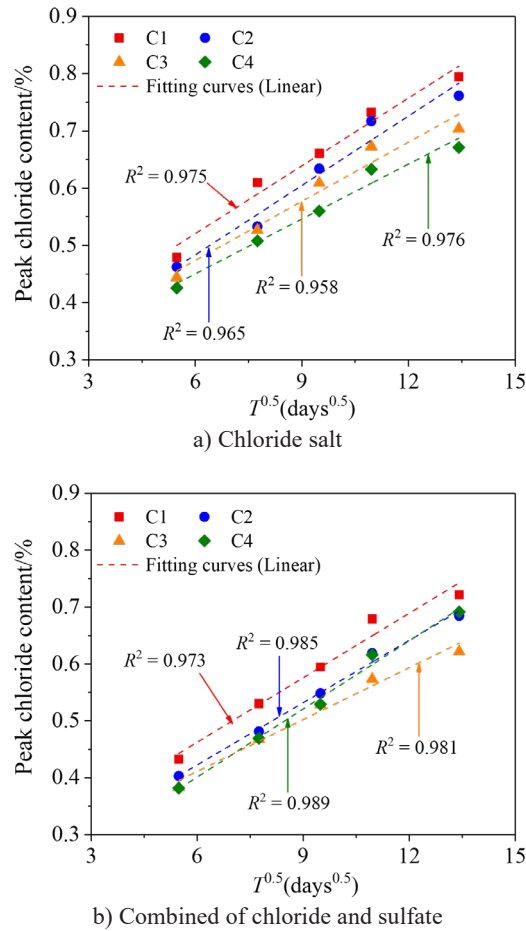 0.9
0.8
0.7
0.6
0.5
0.4
0.3
Peak chloride content/%
C1 C2
C3 C4
Fitting curves (Linear)
R² = 0.975
R² = 0.976
R² = 0.958
R² = 0.965
3 6 9 12 15
T^0.5(days^0.5)
a) Chloride salt
0.9
0.8
0.7
0.6
0.5
0.4
0.3
Peak chloride content/%
C1 C2
C3 C4
Fitting curves (Linear)
R² = 0.985
R² = 0.973
R² = 0.981
R² = 0.989
3 6 9 12 15
T^0.5(days^0.5)
b) Combined of chloride and sulfate